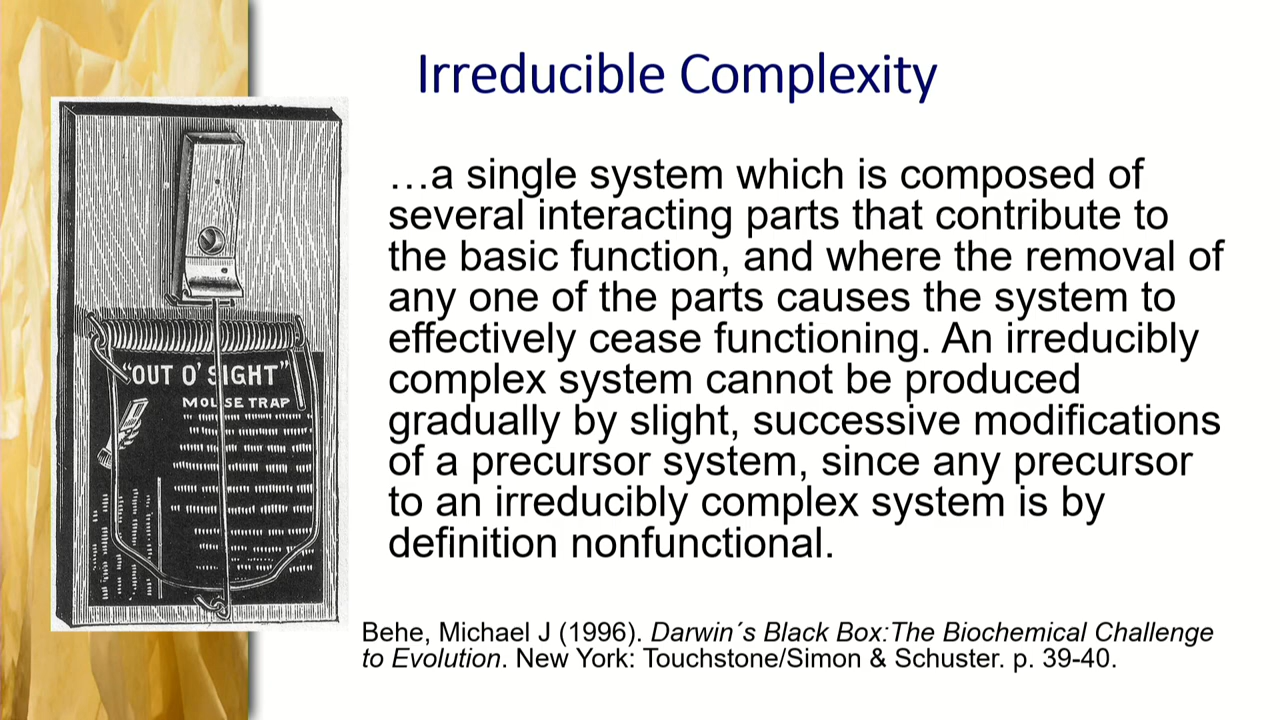 Irreducible Complexity
…a single system which is composed of
several interacting parts that contribute to
the basic function, and where the removal of
any one of the parts causes the system to
effectively cease functioning. An irreducibly
complex system cannot be produced
gradually by slight, successive modifications
of a precursor system, since any precursor
to an irreducibly complex system is by
definition nonfunctional.
"OUT O' SIGHT"
MOUSE TRAP
Behe, Michael J (1996). Darwin´s Black Box:The Biochemical Challenge
to Evolution. New York: Touchstone/Simon & Schuster. p. 39-40.